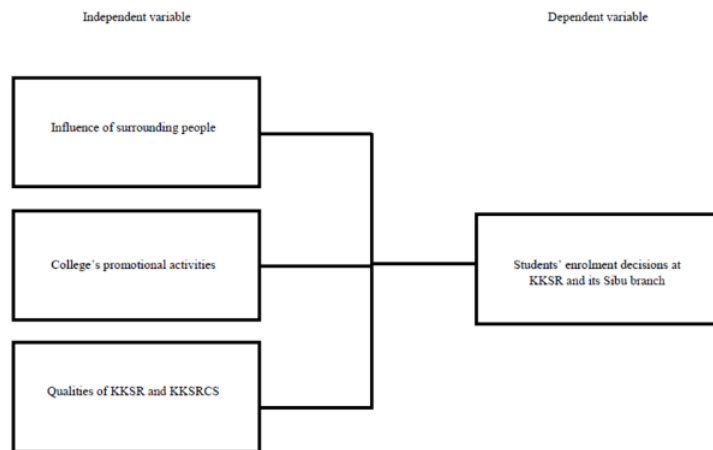 Independent variable
Dependent variable
Influence of surrounding people
College’s promotional activities
Students’ enrolment decisions at
KKSR and its Sibu branch
Qualities of KKSR and KKSRCS